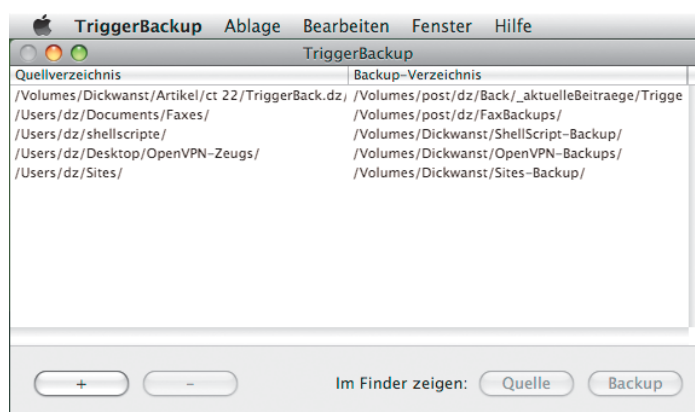 TriggerBackup Ablage Bearbeiten Fenster Hilfe
TriggerBackup
Quellverzeichnis Backup-Verzeichnis
/Volumes/Dickwanst/Artikel/ct 22/TriggerBack.dz/ /Volumes/post/dz/Back/_aktuelleBeitraege/Trigge
/Users/dz/Documents/Faxes/ /Volumes/post/dz/FaxBackups/
/Users/dz/shellscripte/ /Volumes/Dickwanst/ShellScript-Backup/
/Users/dz/Desktop/OpenVPN-Zeugs/ /Volumes/Dickwanst/OpenVPN-Backups/
/Users/dz/Sites/ /Volumes/Dickwanst/Sites-Backup/
+ - Im Finder zeigen: Quelle Backup